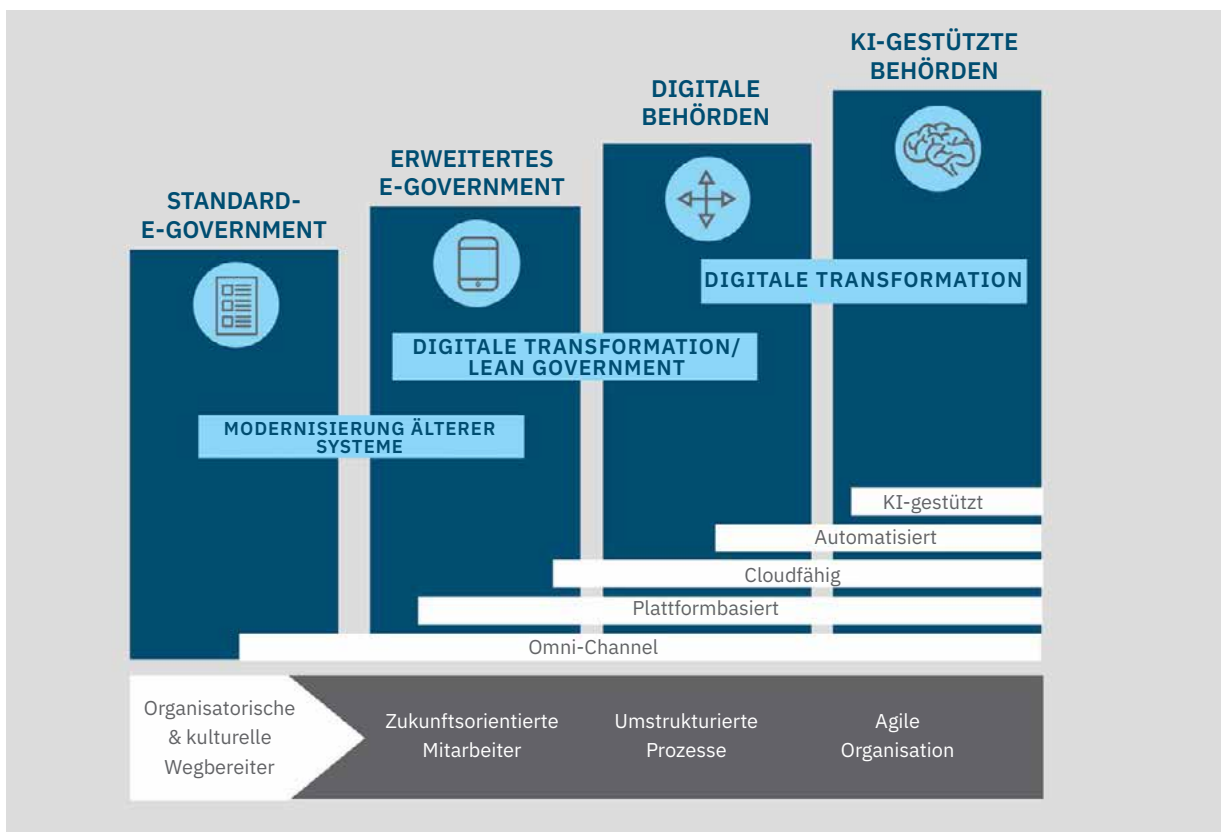 KI-GESTÜTZTE
BEHÖRDEN
DIGITALE
BEHÖRDEN
ERWEITERTES
E-GOVERNMENT
STANDARD-
E-GOVERNMENT
DIGITALE TRANSFORMATION
DIGITALE TRANSFORMATION/
LEAN GOVERNMENT
MODERNISIERUNG ÄLTERER
SYSTEME
KI-gestützt
Automatisiert
Cloudfähig
Plattformbasiert
Omni-Channel
Organisatorische
& kulturelle
Wegbereiter
Zukunftsorientierte
Mitarbeiter
Umstrukturierte
Prozesse
Agile
Organisation